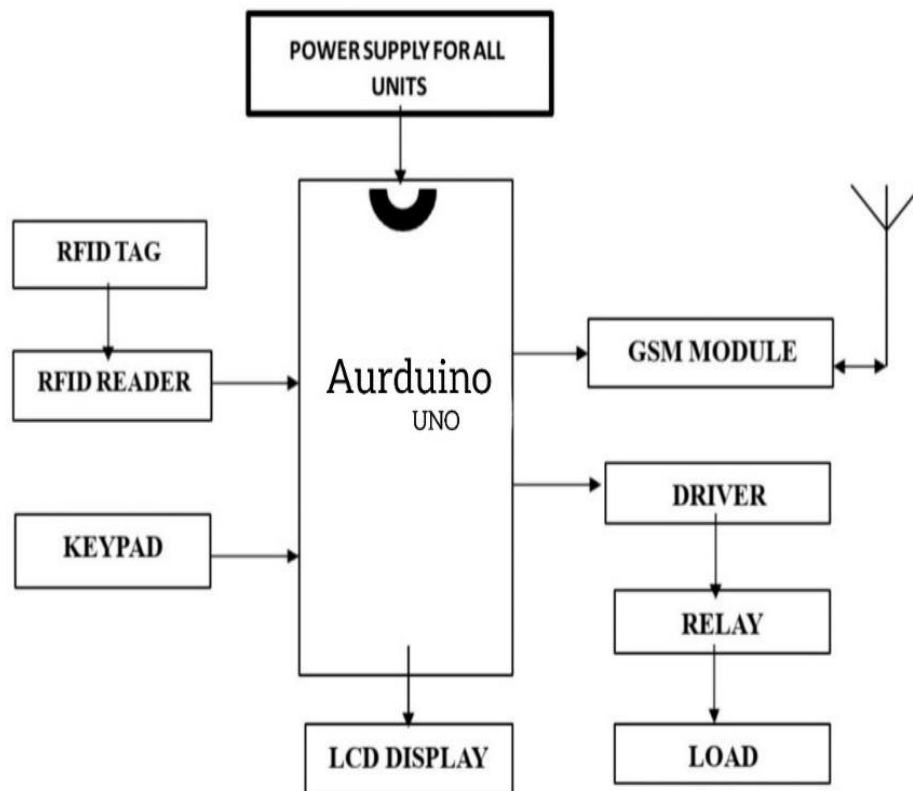 POWER SUPPLY FOR ALL
UNITS
RFID TAG
RFID READER
KEYPAD
Aurduino
UNO
GSM MODULE
DRIVER
RELAY
LOAD
LCD DISPLAY